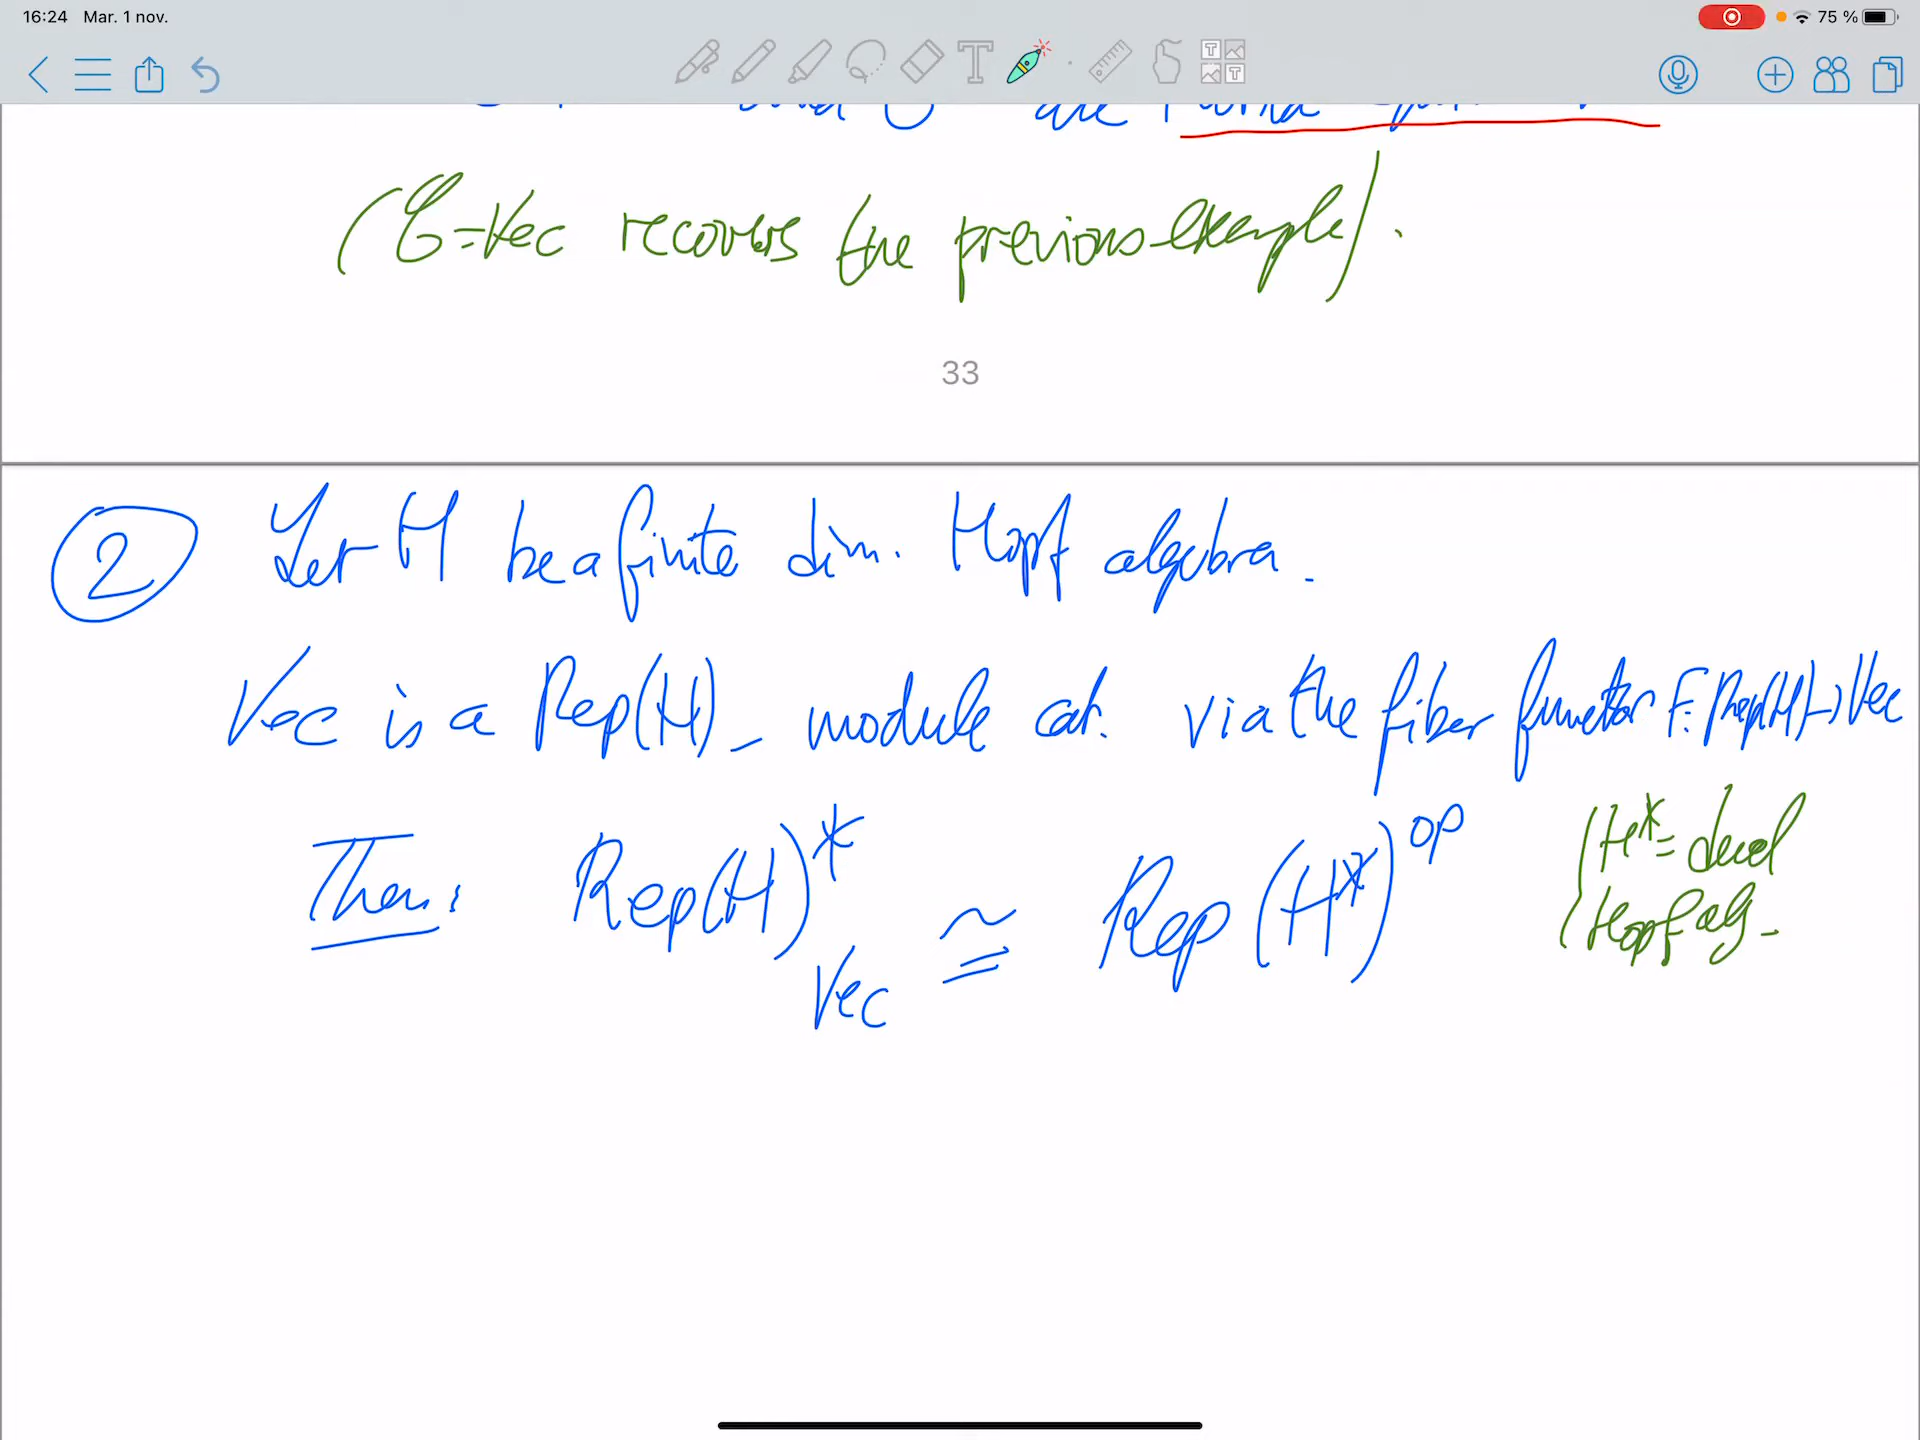 16:24 Mar. 1 nov. 75 %
and are
(C=Vec recovers the previous example).
33
2 Let H be a finite dim. Hopf algebra.
Vec is a Rep(H)-module cat. via the fiber functor F: Rep(H)→Vec
Then: Rep(H)*Vec ≅ Rep(H*)^op (H* = dual
Hopf alg.